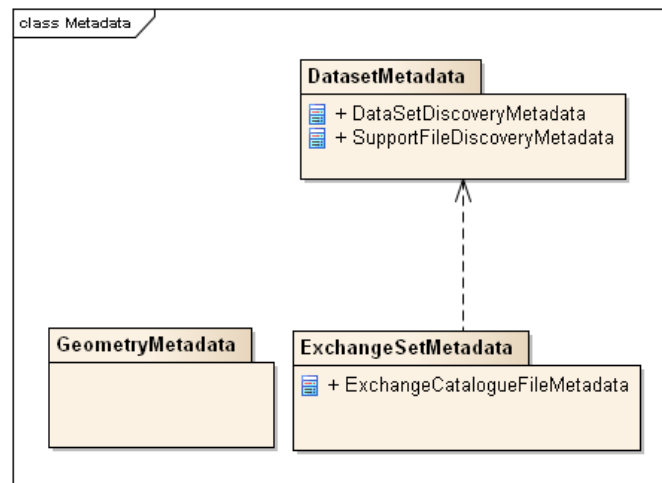 class Metadata
DatasetMetadata
+ DataSetDiscoveryMetadata
+ SupportFileDiscoveryMetadata
GeometryMetadata
ExchangeSetMetadata
+ ExchangeCatalogueFileMetadata